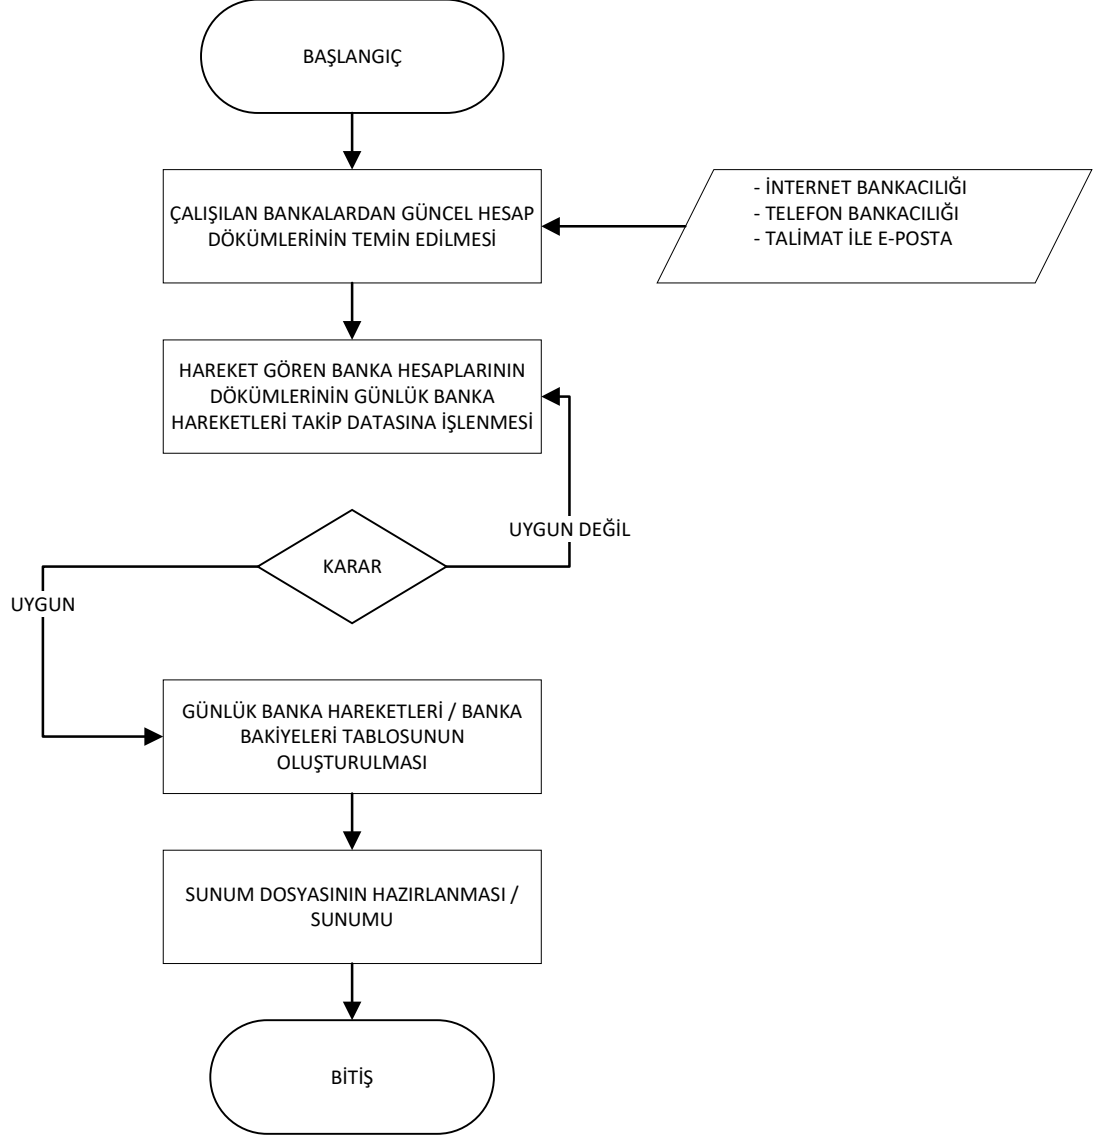 BAŞLANGIÇ
ÇALIŞILAN BANKALARDAN GÜNCEL HESAP
DÖKÜMLERİNİN TEMİN EDİLMESİ
- İNTERNET BANKACILIĞI
- TELEFON BANKACILIĞI
- TALİMAT İLE E-POSTA
HAREKET GÖREN BANKA HESAPLARININ
DÖKÜMLERİNİN GÜNLÜK BANKA
HAREKETLERİ TAKİP DATASINA İŞLENMESİ
UYGUN DEĞİL
KARAR
UYGUN
GÜNLÜK BANKA HAREKETLERİ / BANKA
BAKİYELERİ TABLOSUNUN
OLUŞTURULMASI
SUNUM DOSYASININ HAZIRLANMASI /
SUNUMU
BİTİŞ